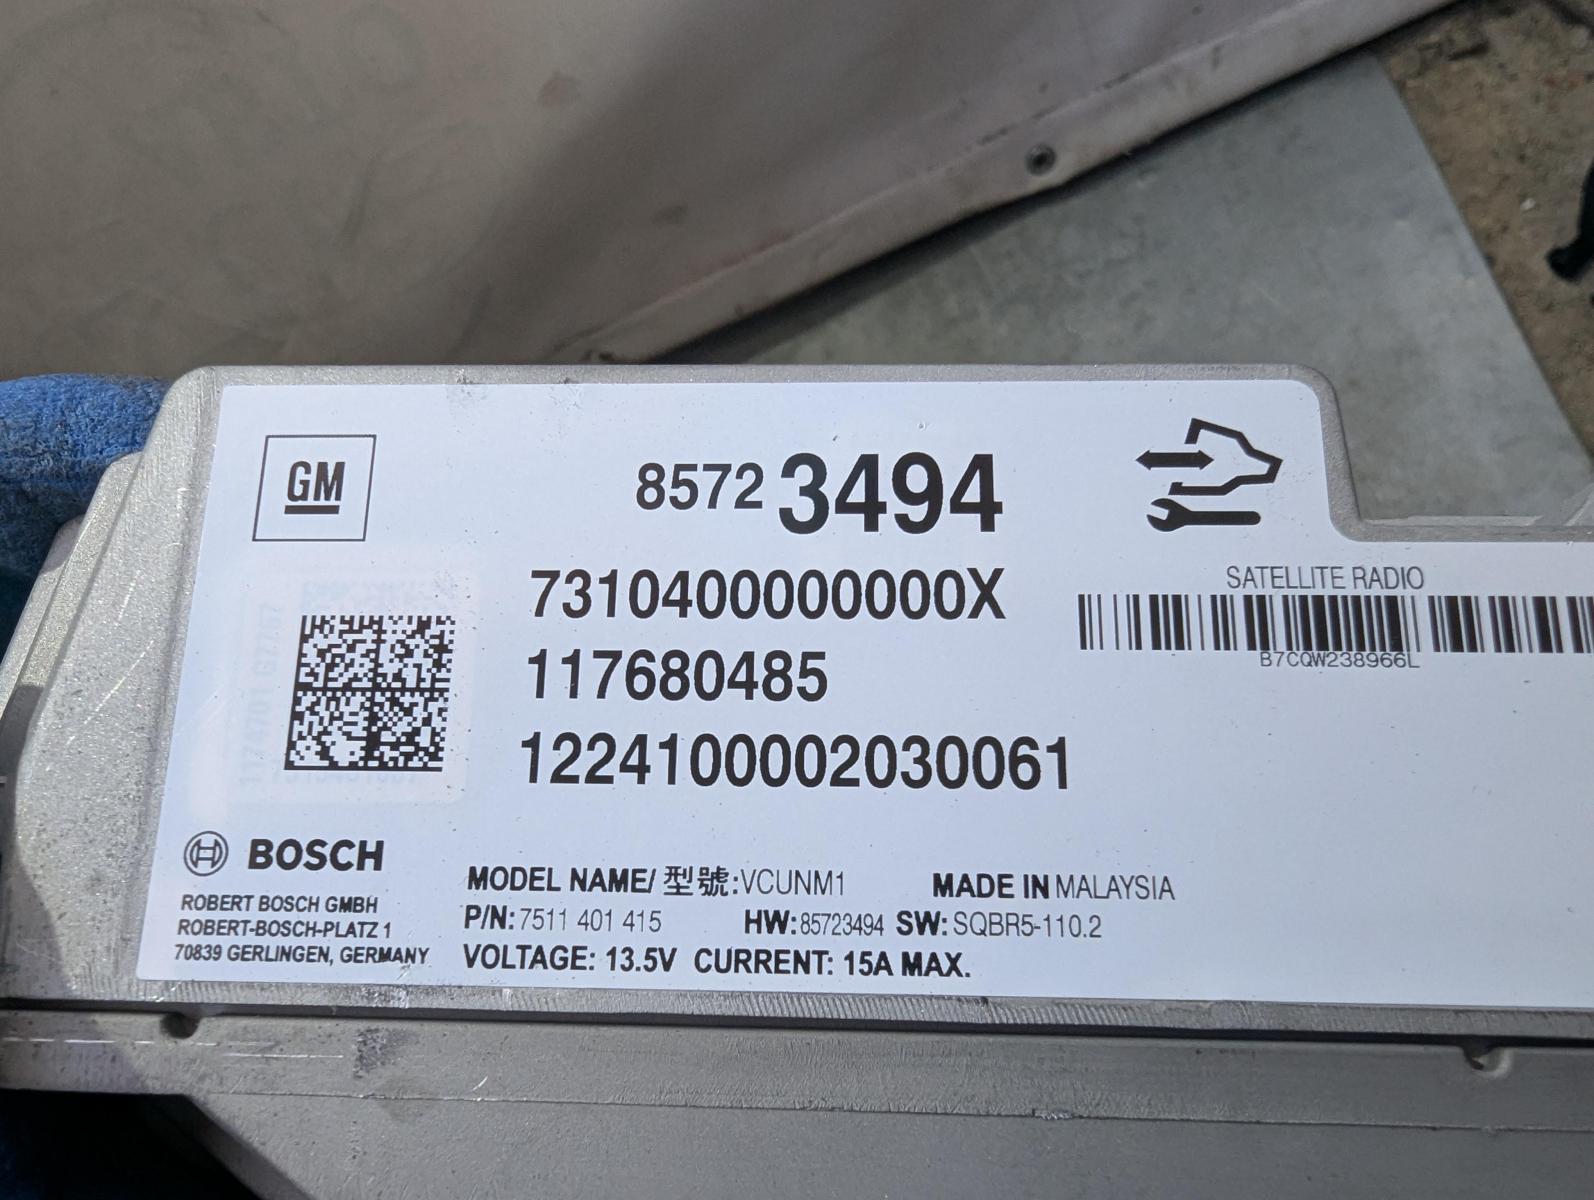 GM
85723494
7310400000000X
117680485
1224100002030061
SATELLITE RADIO
B7CQW238966L
BOSCH
ROBERT BOSCH GMBH
ROBERT-BOSCH-PLATZ 1
70839 GERLINGEN, GERMANY
MODEL NAME/ 型號:VCUNM1 MADE IN MALAYSIA
P/N: 7511 401 415 HW: 85723494 SW: SQBR5-110.2
VOLTAGE: 13.5V CURRENT: 15A MAX.